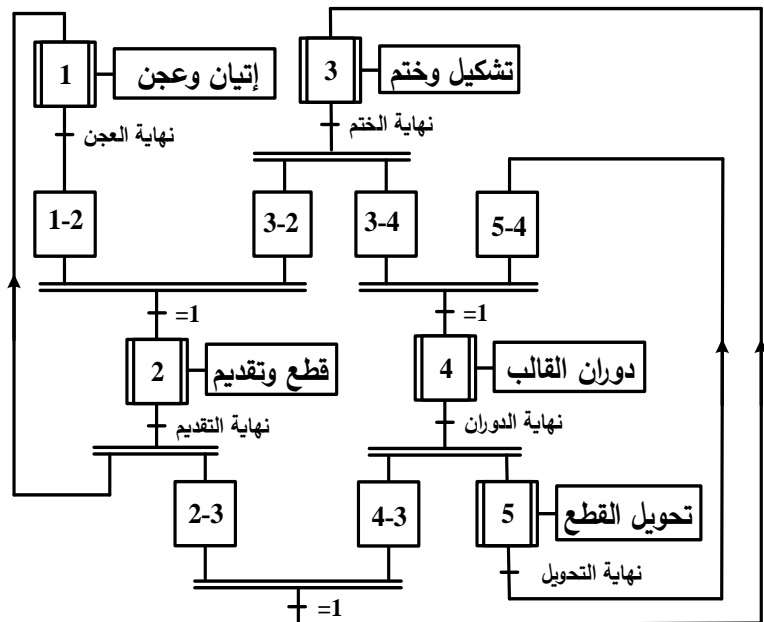 1
إتيان وعجن
3
تشكيل وختم
نهاية العجن
نهاية الختم
1-2
3-2
3-4
5-4
=1
=1
2
قطع وتقديم
4
دوران القالب
نهاية التقديم
نهاية الدوران
2-3
4-3
5
تحويل القطع
نهاية التحويل
=1